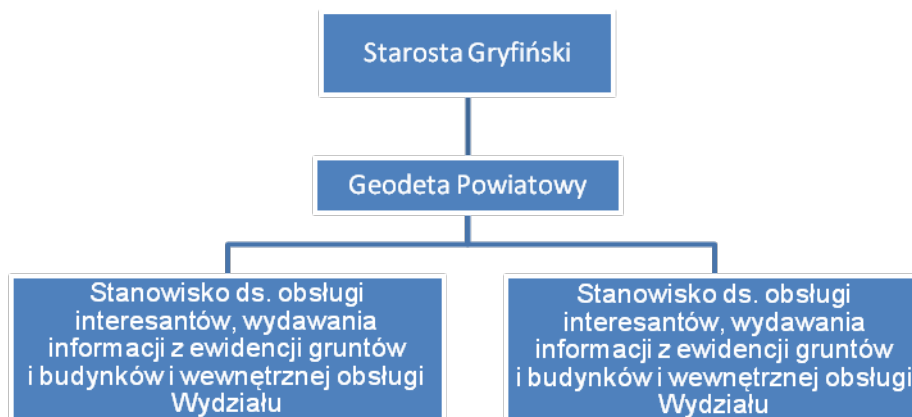 Starosta Gryfiński
Geodeta Powiatowy
Stanowisko ds. obsługi
interesantów, wydawania
informacji z ewidencji gruntów
i budynków i wewnętrznej obsługi
Wydziału
Stanowisko ds. obsługi
interesantów, wydawania
informacji z ewidencji gruntów
i budynków i wewnętrznej obsługi
Wydziału